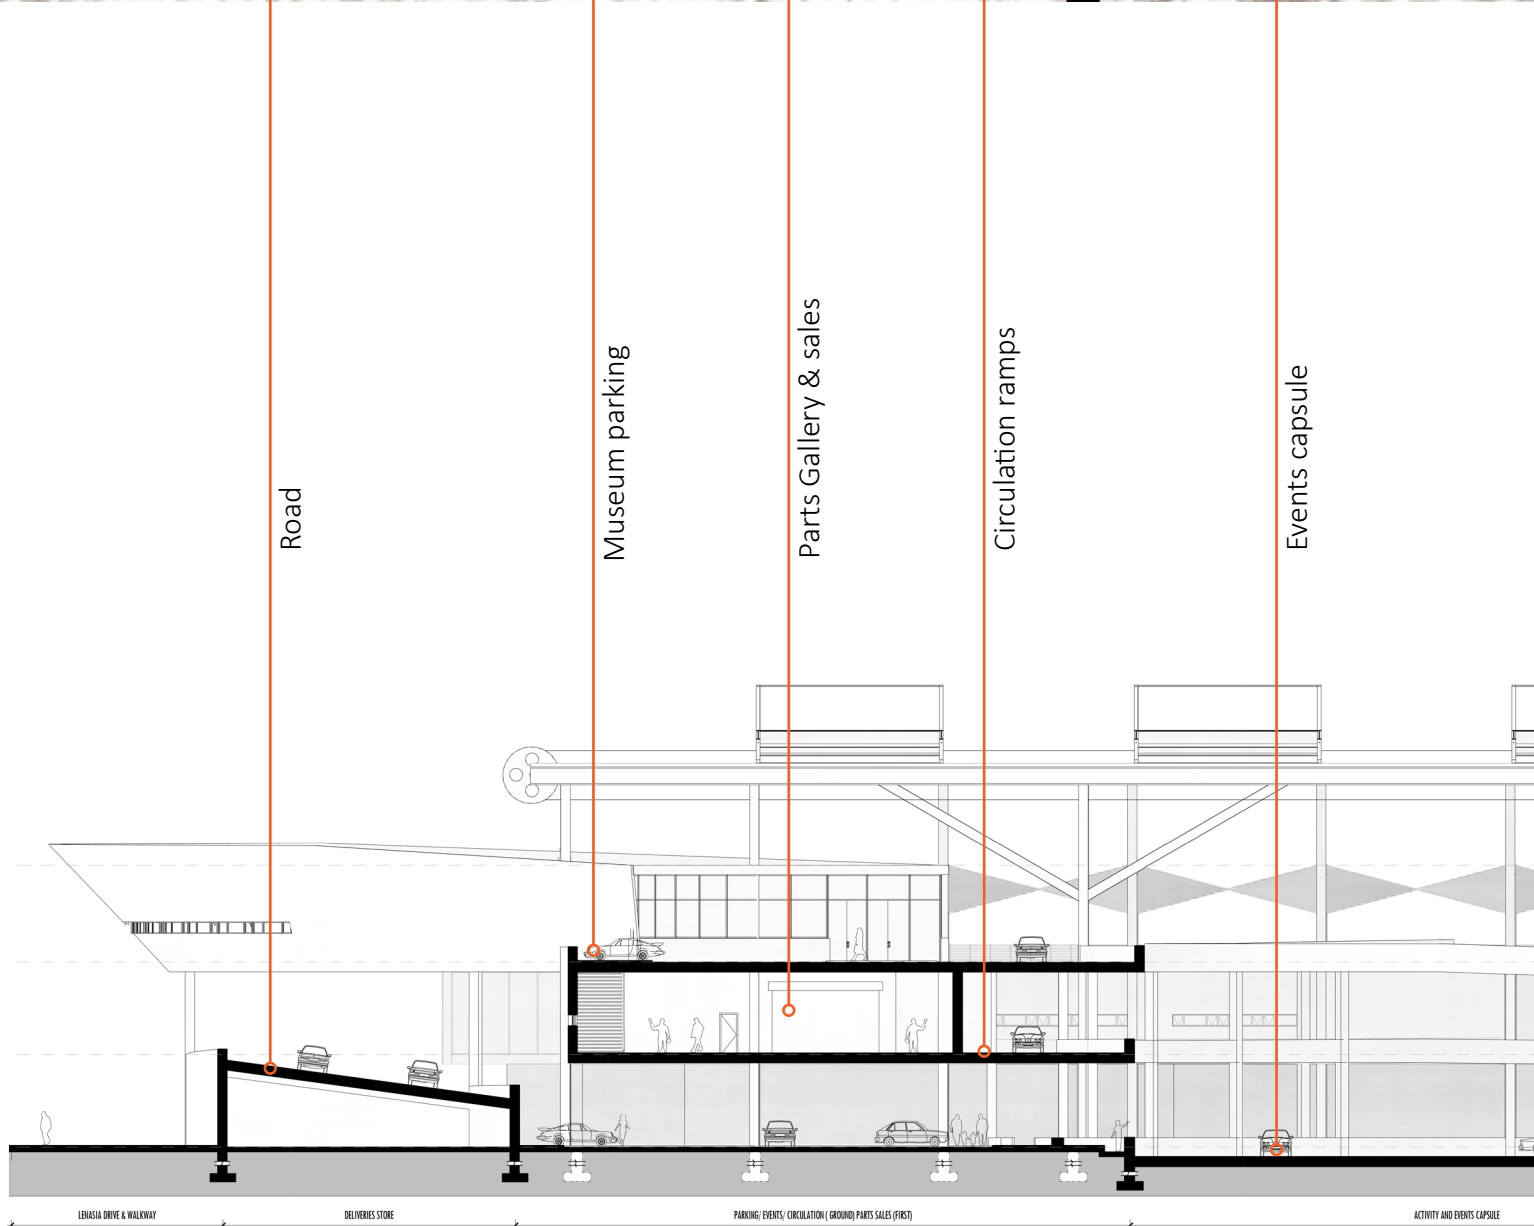 Road
Museum parking
Parts Gallery & sales
Circulation ramps
Events capsule
LENASIA DRIVE & WALKWAY
DELIVERIES STORE
PARKING/ EVENTS/ CIRCULATION ( GROUND) PARTS SALES (FIRST)
ACTIVITY AND EVENTS CAPSULE